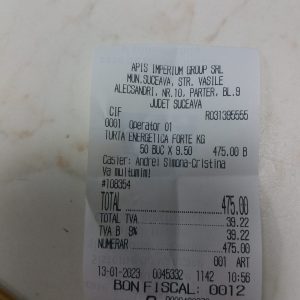 APIS IMPERIUM GROUP SRL
MUN.SUCEAVA, STR. VASILE
ALECSANDRI, NR.10, PARTER, BL.9
JUDET SUCEAVA
CIF RO31395555
0001 Operator 01
TURTA ENERGETICA FORTE KG
50 BUC X 9.50 475.00 B
Casier: Andrei Simona-Cristina
Va multumim!
#108354
TOTAL 475.00
TOTAL TVA 39.22
TVA B 9% 39.22
NUMERAR 475.00
001 ART
13-01-2023 0045332 1142 10:56
BON FISCAL: 0012